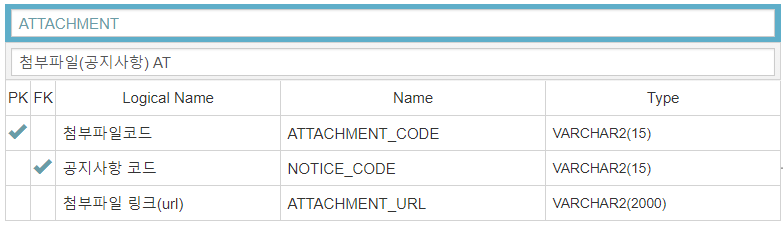 ATTACHMENT
첨부파일(공지사항) AT
PK FK Logical Name Name Type
첨부파일코드 ATTACHMENT_CODE VARCHAR2(15)
공지사항 코드 NOTICE_CODE VARCHAR2(15)
첨부파일 링크(url) ATTACHMENT_URL VARCHAR2(2000)